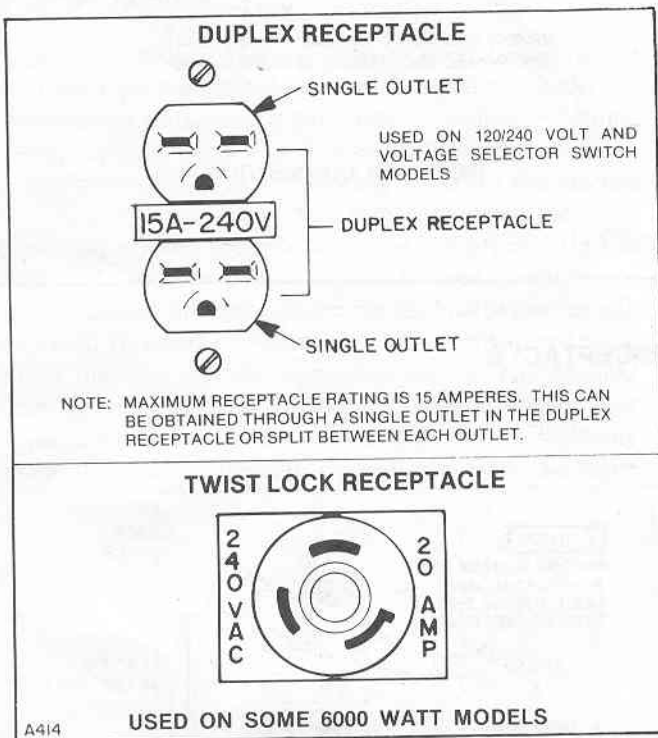 DUPLEX RECEPTACLE
SINGLE OUTLET
USED ON 120/240 VOLT AND
VOLTAGE SELECTOR SWITCH
MODELS
15A-240V
DUPLEX RECEPTACLE
SINGLE OUTLET
NOTE: MAXIMUM RECEPTACLE RATING IS 15 AMPERES. THIS CAN
BE OBTAINED THROUGH A SINGLE OUTLET IN THE DUPLEX
RECEPTACLE OR SPLIT BETWEEN EACH OUTLET.
TWIST LOCK RECEPTACLE
240 VAC
20 AMP
USED ON SOME 6000 WATT MODELS
A414